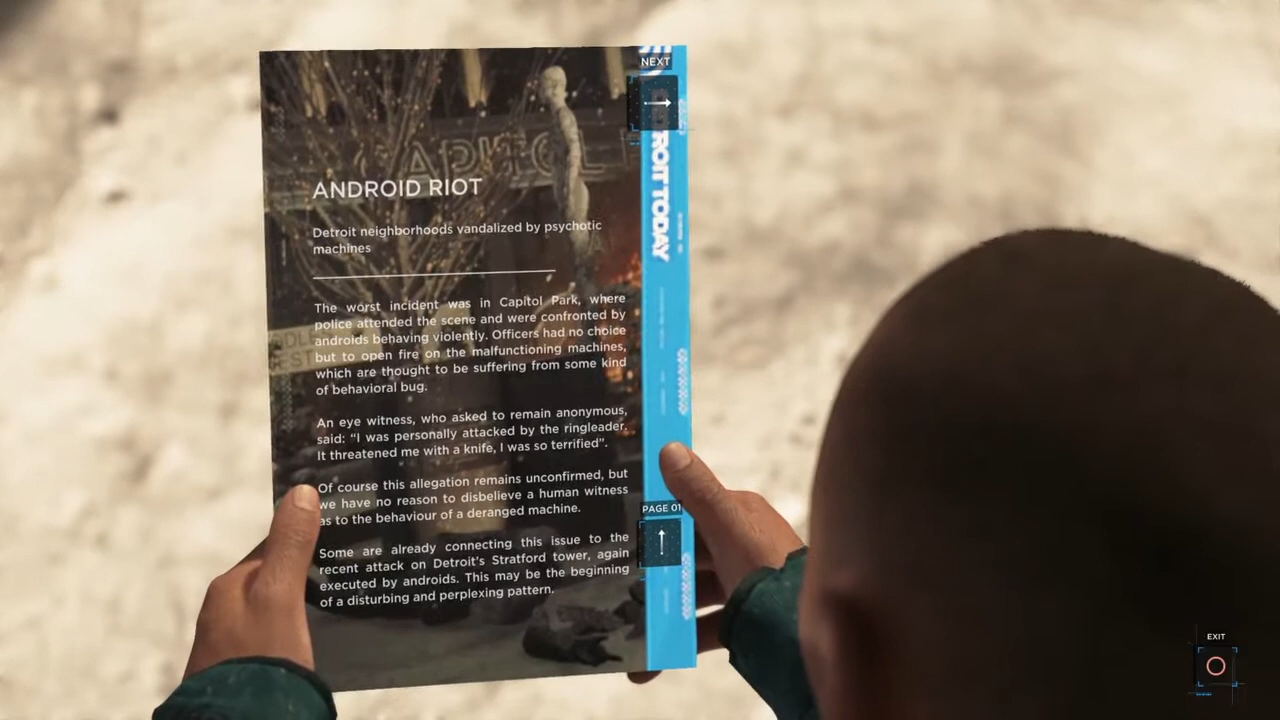 NEXT
CAPITOL
DETROIT TODAY
ANDROID RIOT
Detroit neighborhoods vandalized by psychotic
machines
The worst incident was in Capitol Park, where
police attended the scene and were confronted by
androids behaving violently. Officers had no choice
but to open fire on the malfunctioning machines,
which are thought to be suffering from some kind
of behavioral bug.
An eye witness, who asked to remain anonymous,
said: “I was personally attacked by the ringleader.
It threatened me with a knife, I was so terrified”.
Of course this allegation remains unconfirmed, but
we have no reason to disbelieve a human witness
as to the behaviour of a deranged machine.
Some are already connecting this issue to the
recent attack on Detroit's Stratford tower, again
executed by androids. This may be the beginning
of a disturbing and perplexing pattern.
PAGE 01
EXIT